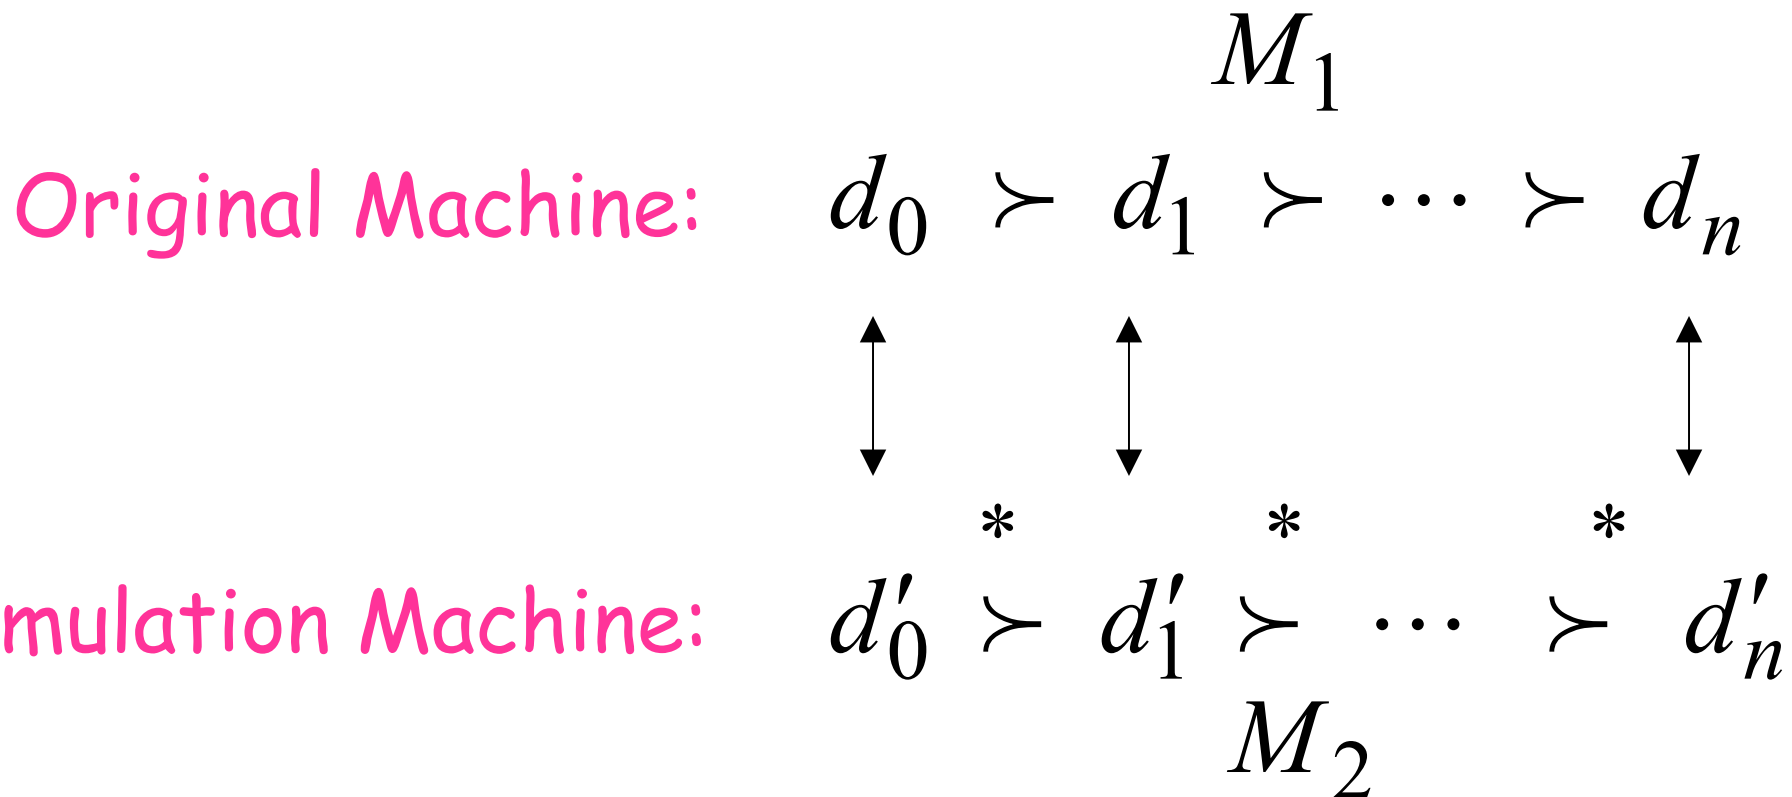 M₁
Original Machine: d₀ ≻ d₁ ≻ ⋯ ≻ dₙ
* * *
mulation Machine: d′₀ ≻ d′₁ ≻ ⋯ ≻ d′ₙ
M₂